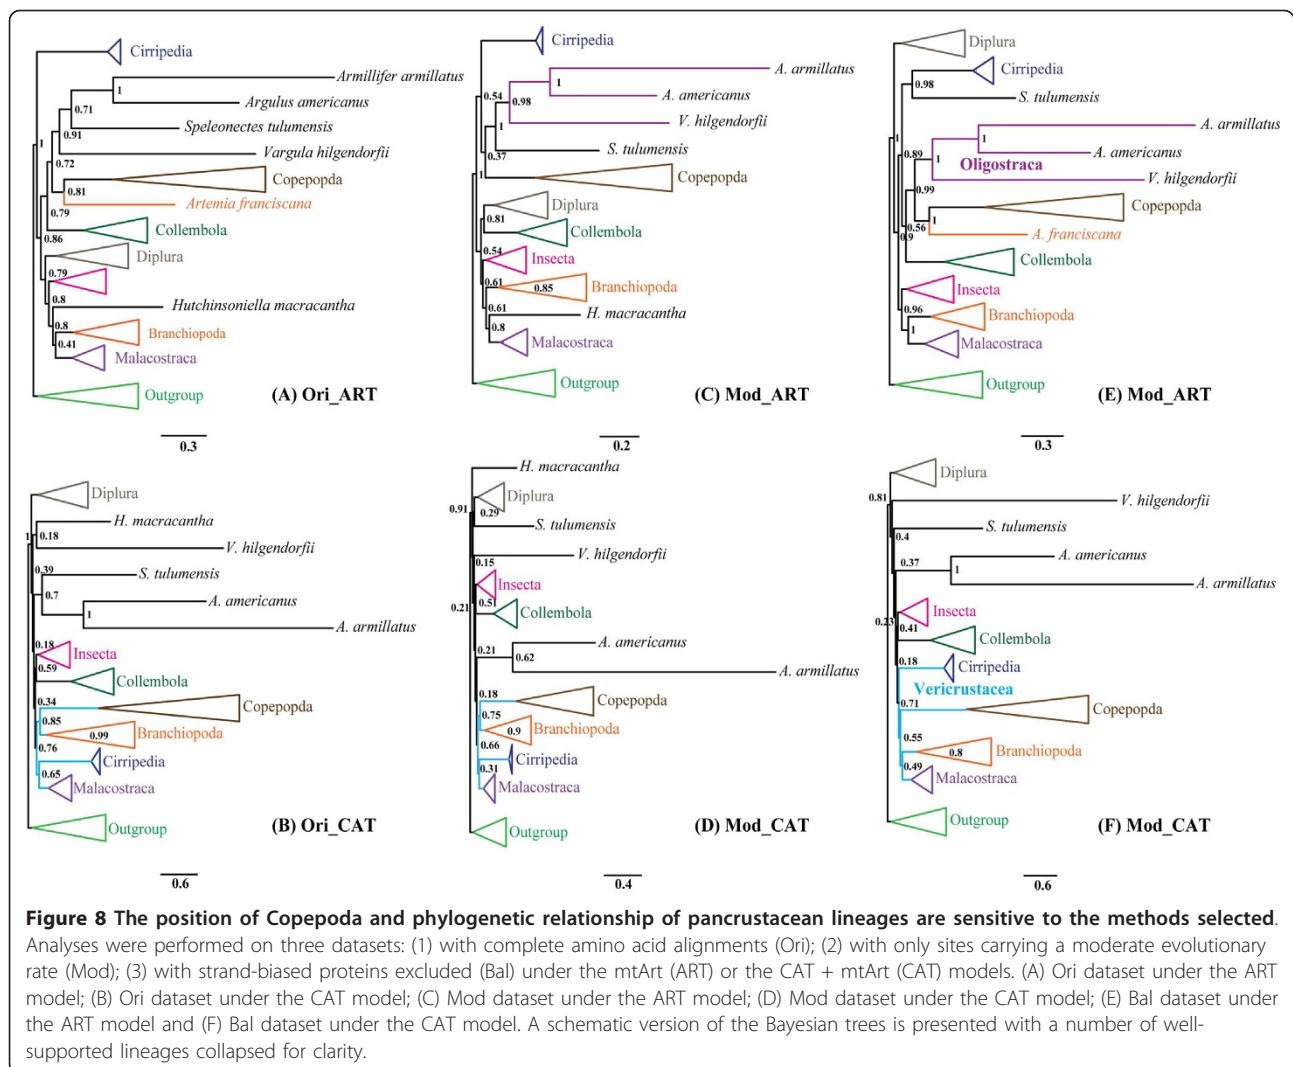 Cirripedia
Armillifer armillatus
1
Argulus americanus
0.71
Speleonectes tulumensis
0.91
1
Vargula hilgendorfii
0.72
Copepopda
0.81
Artemia franciscana
0.79
Collembola
0.86
Diplura
0.79
0.8
Hutchinsoniella macracantha
0.8
Branchiopoda
0.41
Malacostraca
Outgroup
(A) Ori_ART
0.3
Cirripedia
A. armillatus
1
0.54
A. americanus
0.98
V. hilgendorfii
1
S. tulumensis
0.37
1
Copepopda
Diplura
0.81
Collembola
0.54
Insecta
0.61
0.85
Branchiopoda
0.61
H. macracantha
0.8
Malacostraca
Outgroup
(C) Mod_ART
0.2
Diplura
Cirripedia
0.98
S. tulumensis
A. armillatus
1
1
A. americanus
0.89
1
Oligostraca
V. hilgendorfii
0.99
Copepopda
1
0.56
A. franciscana
0.9
Collembola
Insecta
0.96
Branchiopoda
1
Malacostraca
Outgroup
(E) Mod_ART
0.3
Diplura
H. macracantha
1
0.18
V. hilgendorfii
0.39
S. tulumensis
0.7
A. americanus
1
A. armillatus
0.18
Insecta
0.59
Collembola
0.34
Copepopda
0.85
0.99
Branchiopoda
0.76
Cirripedia
0.65
Malacostraca
Outgroup
(B) Ori_CAT
0.6
H. macracantha
Diplura
0.91
0.29
S. tulumensis
V. hilgendorfii
0.15
Insecta
0.51
Collembola
0.21
A. americanus
0.21
0.62
A. armillatus
0.18
Copepopda
0.75
0.9
Branchiopoda
0.66
Cirripedia
0.31
Malacostraca
Outgroup
(D) Mod_CAT
0.4
Diplura
0.81
V. hilgendorfii
S. tulumensis
0.4
A. americanus
0.37
1
A. armillatus
Insecta
0.23
0.41
Collembola
0.18
Cirripedia
Vericrustacea
0.71
Copepopda
0.55
0.8
Branchiopoda
0.49
Malacostraca
Outgroup
(F) Mod_CAT
0.6
Figure 8 The position of Copepoda and phylogenetic relationship of pancrustacean lineages are sensitive to the methods selected.
Analyses were performed on three datasets: (1) with complete amino acid alignments (Ori); (2) with only sites carrying a moderate evolutionary
rate (Mod); (3) with strand-biased proteins excluded (Bal) under the mtArt (ART) or the CAT + mtArt (CAT) models. (A) Ori dataset under the ART
model; (B) Ori dataset under the CAT model; (C) Mod dataset under the ART model; (D) Mod dataset under the CAT model; (E) Bal dataset under
the ART model and (F) Bal dataset under the CAT model. A schematic version of the Bayesian trees is presented with a number of well-
supported lineages collapsed for clarity.